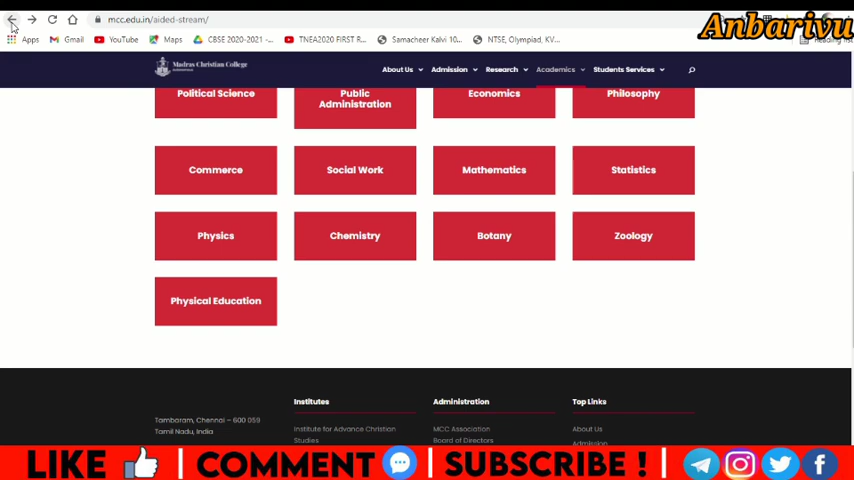 Anbarivu
mcc.edu.in/aided-stream/
Apps Gmail YouTube Maps CBSE 2020-2021 -... TNEA2020 FIRST R... Samacheer Kalvi 10... NTSE, Olympiad, KV... Reading list
Madras Christian College
About Us Admission Research Academics Students Services
Political Science
Public
Administration
Economics
Philosophy
Commerce
Social Work
Mathematics
Statistics
Physics
Chemistry
Botany
Zoology
Physical Education
Institutes
Administration
Top Links
Tambaram, Chennai – 600 059
Tamil Nadu, India
Institute for Advance Christian
Studies
MCC Association
Board of Directors
About Us
Admission
LIKE | COMMENT | SUBSCRIBE ! |